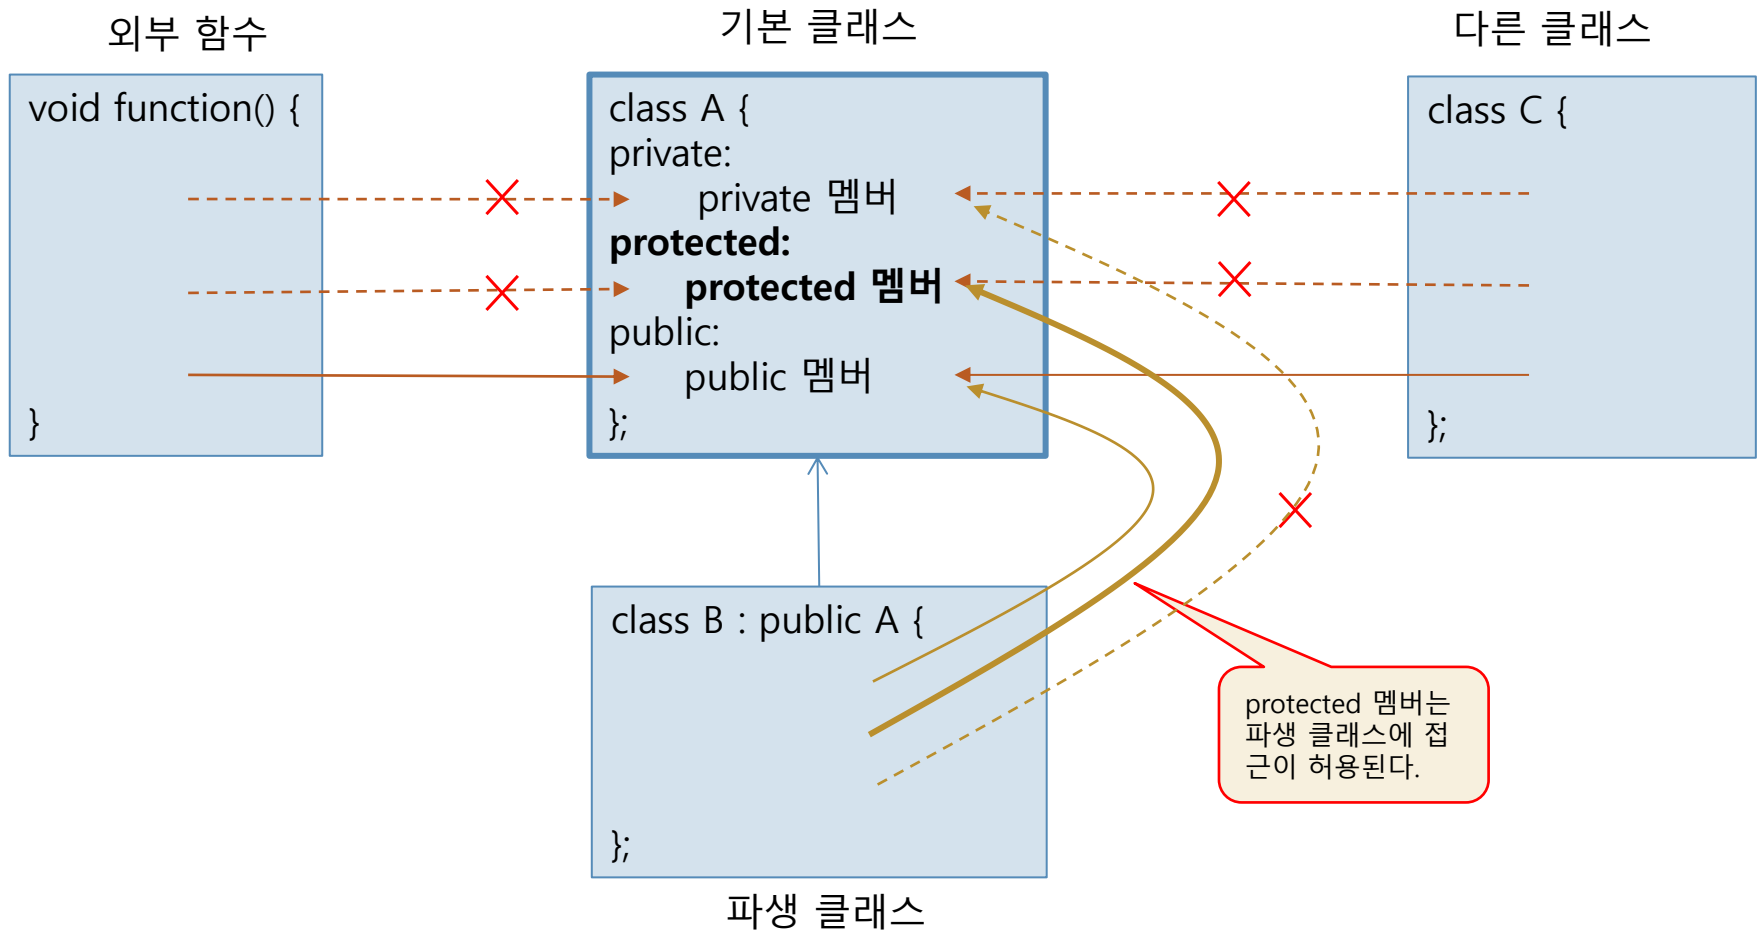 외부 함수
기본 클래스
다른 클래스
void function() {
}
class A {
private:
private 멤버
protected:
protected 멤버
public:
public 멤버
};
class C {
};
class B : public A {
};
파생 클래스
protected 멤버는
파생 클래스에 접
근이 허용된다.